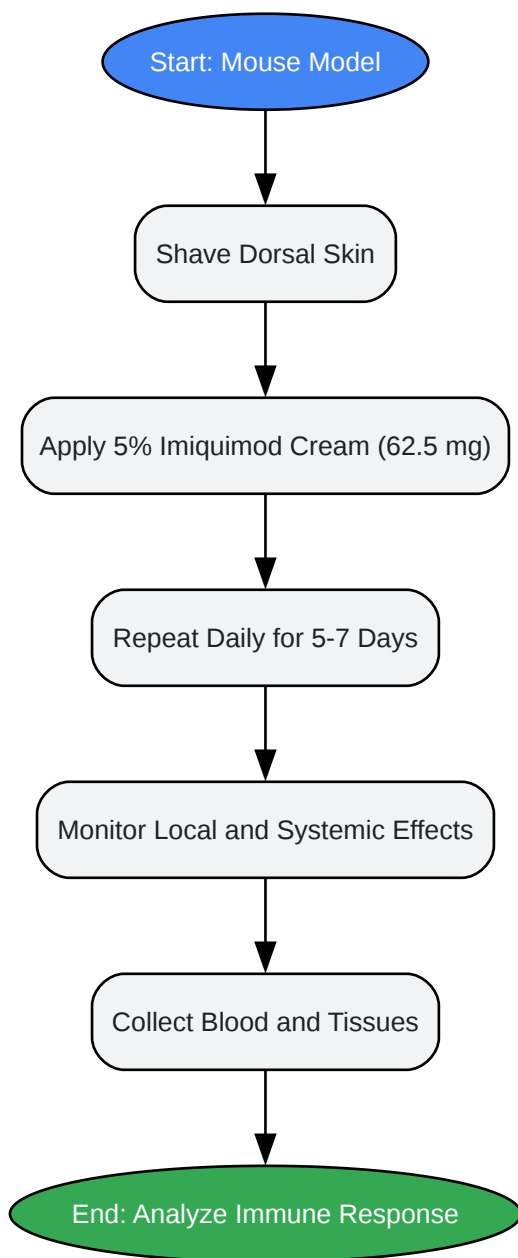 Start: Mouse Model
Shave Dorsal Skin
Apply 5% Imiquimod Cream (62.5 mg)
Repeat Daily for 5-7 Days
Monitor Local and Systemic Effects
Collect Blood and Tissues
End: Analyze Immune Response